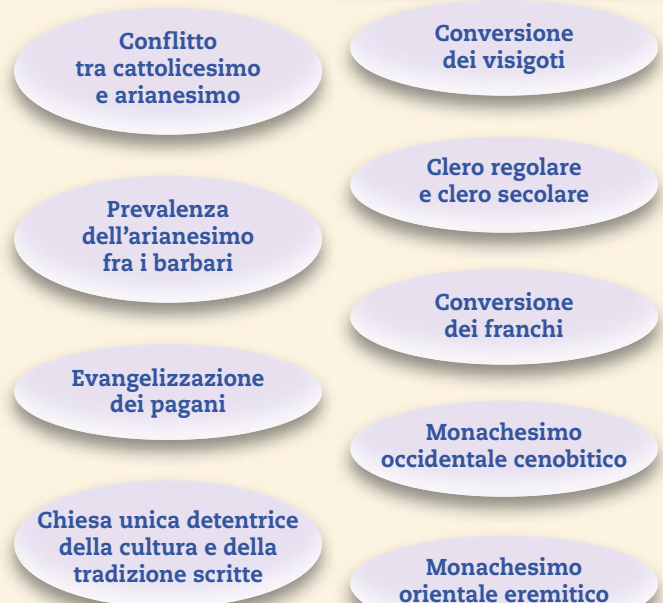 Conflitto
tra cattolicesimo
e arianesimo
Prevalenza
dell'arianesimo
fra i barbari
Evangelizzazione
dei pagani
Chiesa unica detentrice
della cultura e della
tradizione scritte
Conversione
dei visigoti
Clero regolare
e clero secolare
Conversione
dei franchi
Monachesimo
occidentale cenobitico
Monachesimo
orientale eremitico